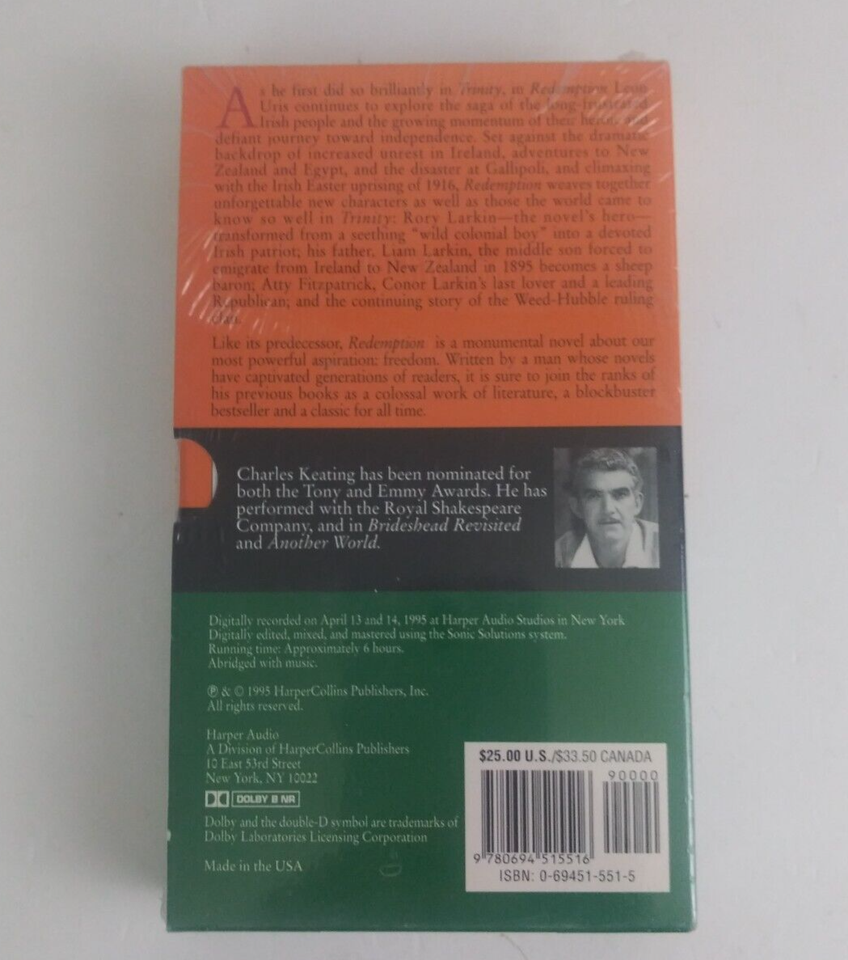 As he first did so brilliantly in Trinity, in Redemption Leon
Uris continues to explore the saga of the long-frustrated
Irish people and the growing momentum of their heroic and
defiant journey toward independence. Set against the dramatic
backdrop of increased unrest in Ireland, adventures to New
Zealand and Egypt, and the disaster at Gallipoli, and climaxing
with the Irish Easter uprising of 1916, Redemption weaves together
unforgettable new characters as well as those the world came to
know so well in Trinity: Rory Larkin—the novel's hero—
transformed from a seething "wild colonial boy" into a devoted
Irish patriot; his father, Liam Larkin, the middle son forced to
emigrate from Ireland to New Zealand in 1895 becomes a sheep
baron; Atty Fitzpatrick, Conor Larkin's last lover and a leading
Republican; and the continuing story of the Weed-Hubble ruling
clan.
Like its predecessor, Redemption is a monumental novel about our
most powerful aspiration: freedom. Written by a man whose novels
have captivated generations of readers, it is sure to join the ranks of
his previous books as a colossal work of literature, a blockbuster
bestseller and a classic for all time.
Charles Keating has been nominated for
both the Tony and Emmy Awards. He has
performed with the Royal Shakespeare
Company, and in Brideshead Revisited
and Another World.
Digitally recorded on April 13 and 14, 1995 at Harper Audio Studios in New York
Digitally edited, mixed, and mastered using the Sonic Solutions system.
Running time: Approximately 6 hours.
Abridged with music.
℗ & © 1995 HarperCollins Publishers, Inc.
All rights reserved.
Harper Audio
A Division of HarperCollins Publishers
10 East 53rd Street
New York, NY 10022
DOLBY B NR
Dolby and the double-D symbol are trademarks of
Dolby Laboratories Licensing Corporation
Made in the USA
$25.00 U.S./$33.50 CANADA
90000
9 780694 515516
ISBN: 0-69451-551-5